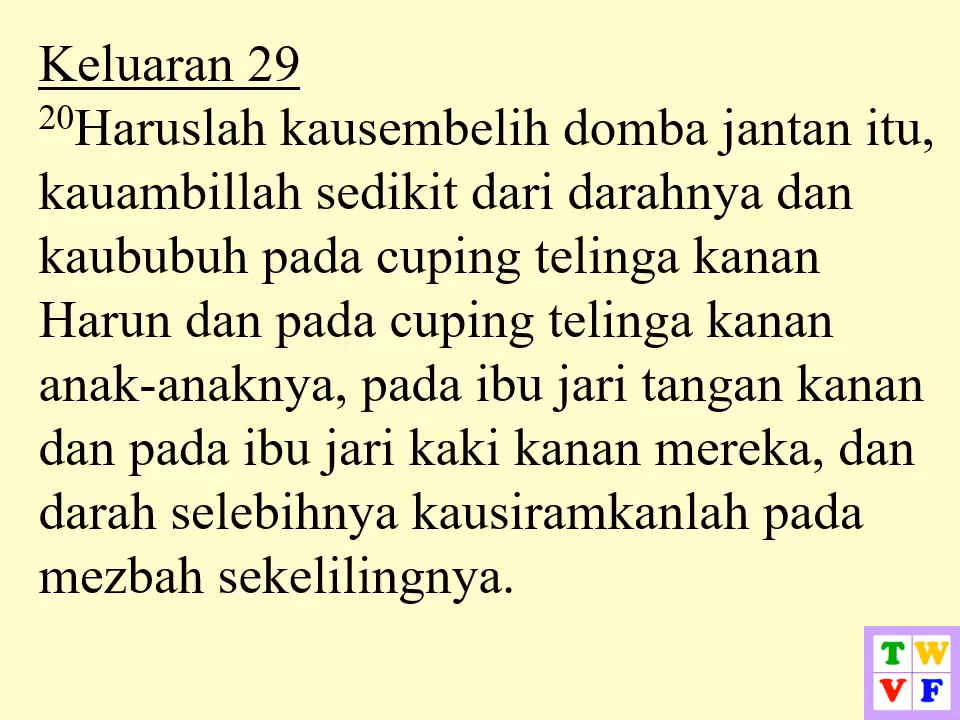 Keluaran 29
20Haruslah kausembelih domba jantan itu,
kauambillah sedikit dari darahnya dan
kaububuh pada cuping telinga kanan
Harun dan pada cuping telinga kanan
anak-anaknya, pada ibu jari tangan kanan
dan pada ibu jari kaki kanan mereka, dan
darah selebihnya kausiramkanlah pada
mezbah sekelilingnya.
T W
V F